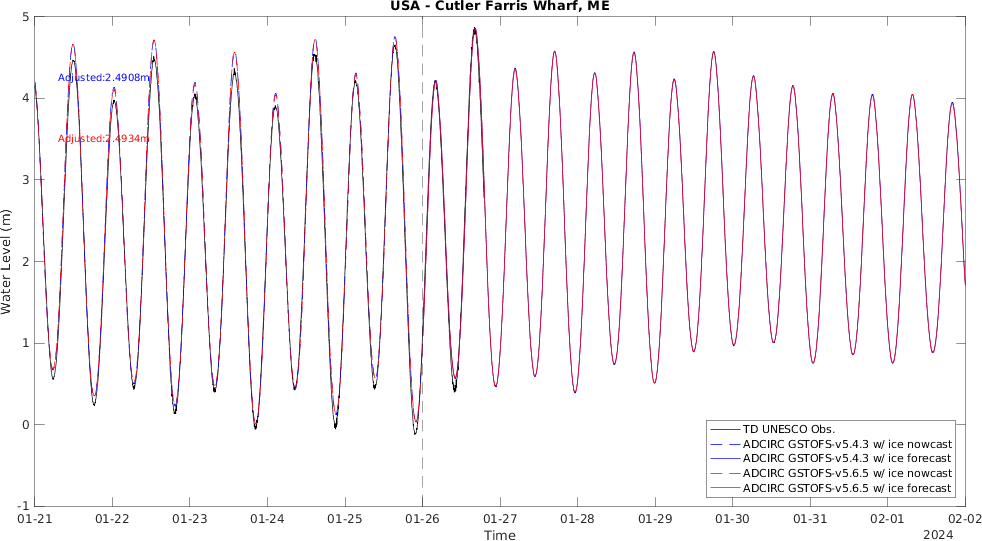 USA - Cutler Farris Wharf, ME
5
4
3
2
1
0
-1
Water Level (m)
Adjusted:2.4908m
Adjusted:2.4934m
TD UNESCO Obs.
ADCIRC GSTOFS-v5.4.3 w/ ice nowcast
ADCIRC GSTOFS-v5.4.3 w/ ice forecast
ADCIRC GSTOFS-v5.6.5 w/ ice nowcast
ADCIRC GSTOFS-v5.6.5 w/ ice forecast
01-21 01-22 01-23 01-24 01-25 01-26 01-27 01-28 01-29 01-30 01-31 02-01 02-02
Time
2024